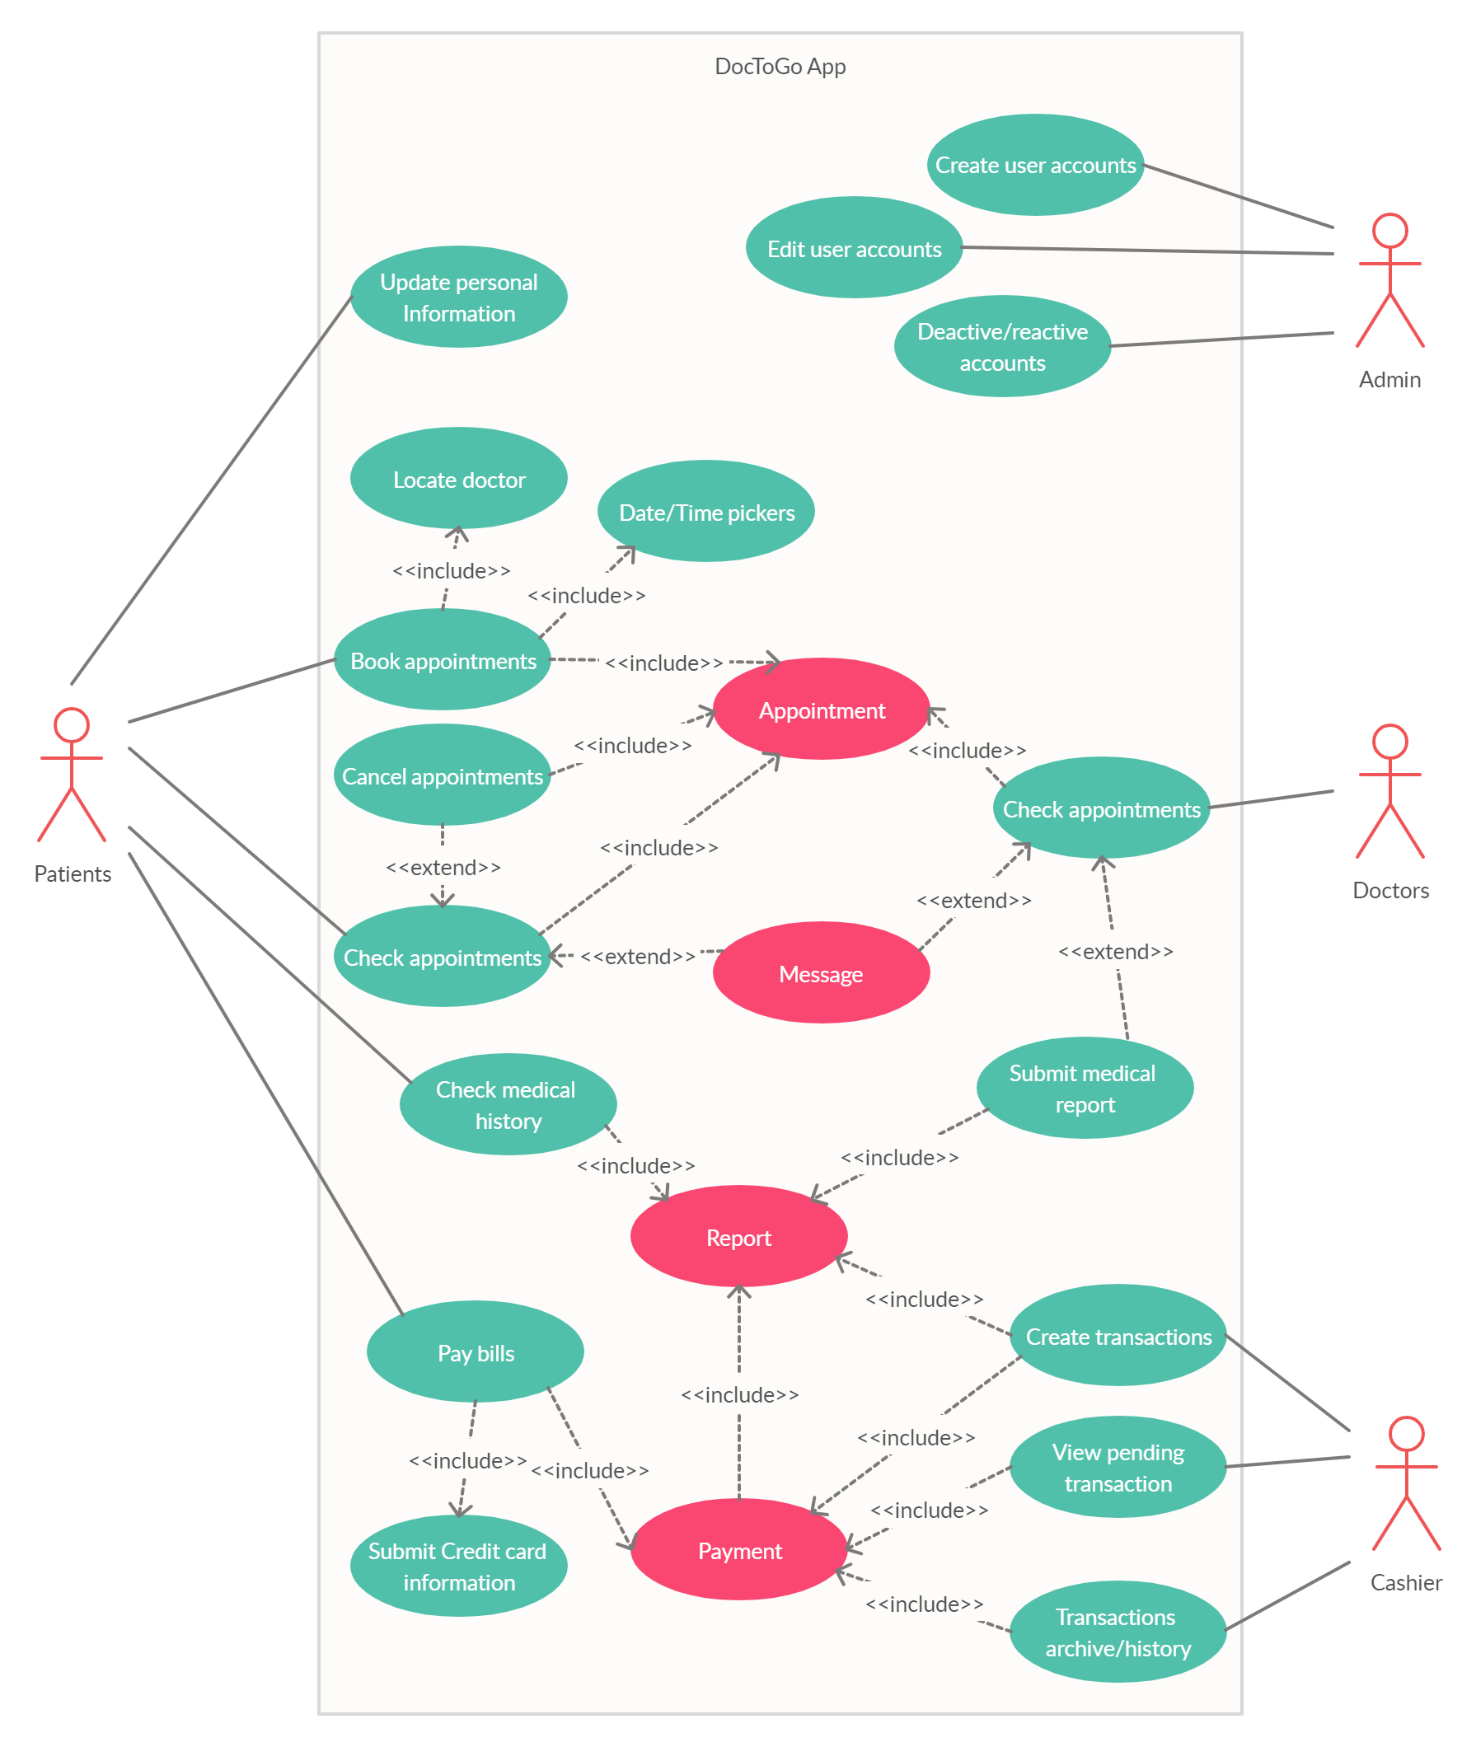 DocToGo App
Create user accounts
Edit user accounts
Update personal
Information
Deactive/reactive
accounts
Admin
Locate doctor
Date/Time pickers
<<include>>
<<include>>
Book appointments
<<include>>
Appointment
<<include>>
<<include>>
Cancel appointments
Check appointments
<<include>>
<<extend>>
Patients
Doctors
<<extend>>
<<extend>>
Check appointments
<<extend>>
Message
Check medical
history
Submit medical
report
<<include>>
<<include>>
Report
<<include>>
Create transactions
Pay bills
<<include>>
<<include>>
View pending
transaction
<<include>>
<<include>>
<<include>>
Submit Credit card
information
Payment
Cashier
<<include>>
Transactions
archive/history